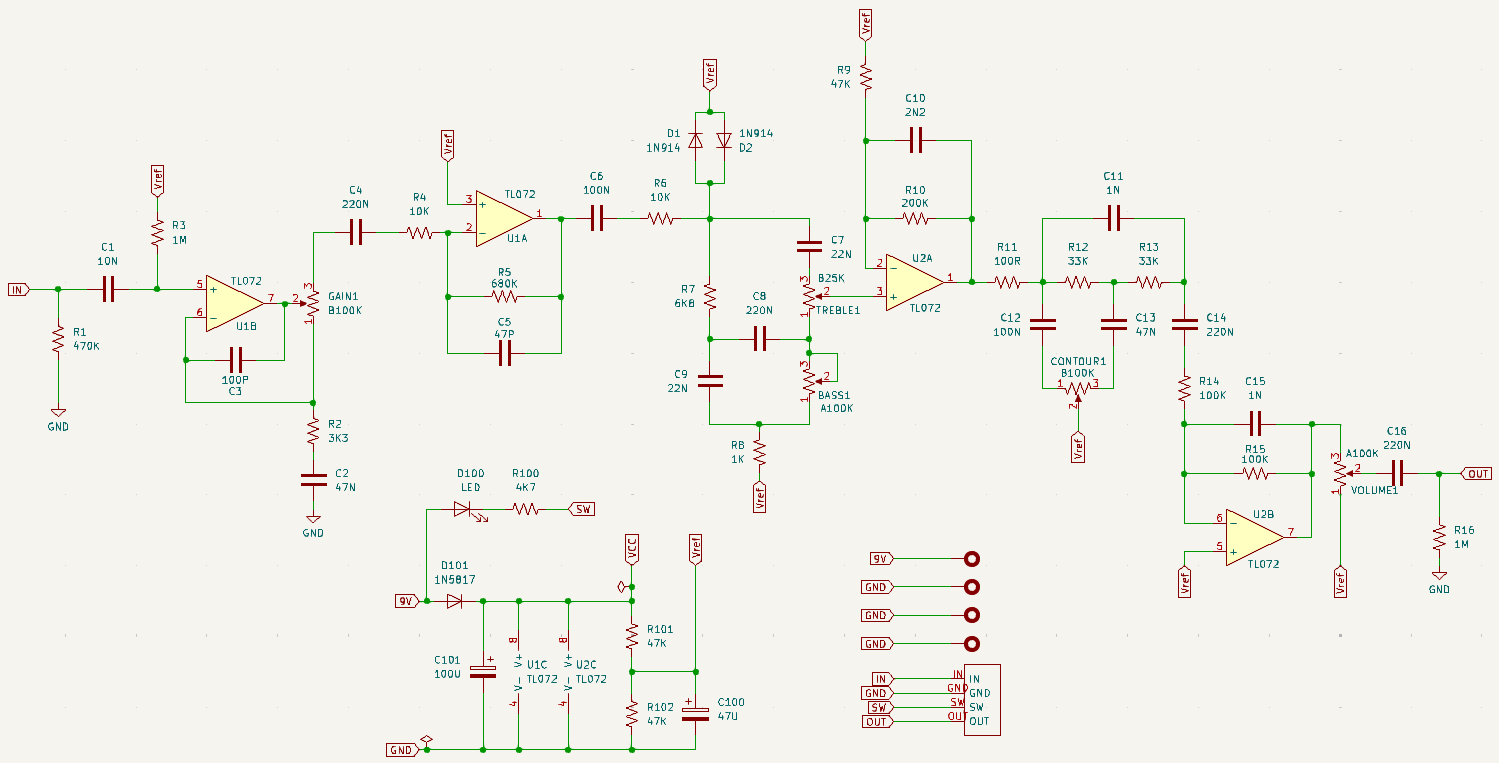 IN
C1
10N
R1
470K
GND
Vref
R3
1M
5
+
6
−
TL072
7
U1B
100P
C3
2
3
1
GAIN1
B100K
R2
3K3
C2
47N
GND
C4
220N
R4
10K
Vref
3
+
2
−
TL072
1
U1A
R5
680K
C5
47P
C6
100N
R6
10K
Vref
D1
1N914
1N914
D2
C7
22N
R7
6K8
C8
220N
B25K
3
2
1
TREBLE1
C9
22N
3
2
1
BASS1
A100K
R8
1K
Vref
Vref
R9
47K
C10
2N2
R10
200K
2
−
3
+
U2A
1
TL072
R11
100R
C11
1N
R12
33K
R13
33K
C12
100N
C13
47N
C14
220N
CONTOUR1
B100K
1
3
2
Vref
R14
100K
C15
1N
R15
100K
6
−
5
+
U2B
7
TL072
Vref
A100K
3
2
1
VOLUME1
Vref
C16
220N
OUT
R16
1M
GND
D100
LED
R100
4K7
SW
D101
1N5817
9V
VCC
Vref
C101
100U
+
8
V+
V−
4
U1C
TL072
8
V+
V−
4
U2C
TL072
R101
47K
R102
47K
+
C100
47U
GND
9V
GND
GND
GND
IN
IN
IN
GND
GND
GND
SW
SW
SW
OUT
OUT
OUT